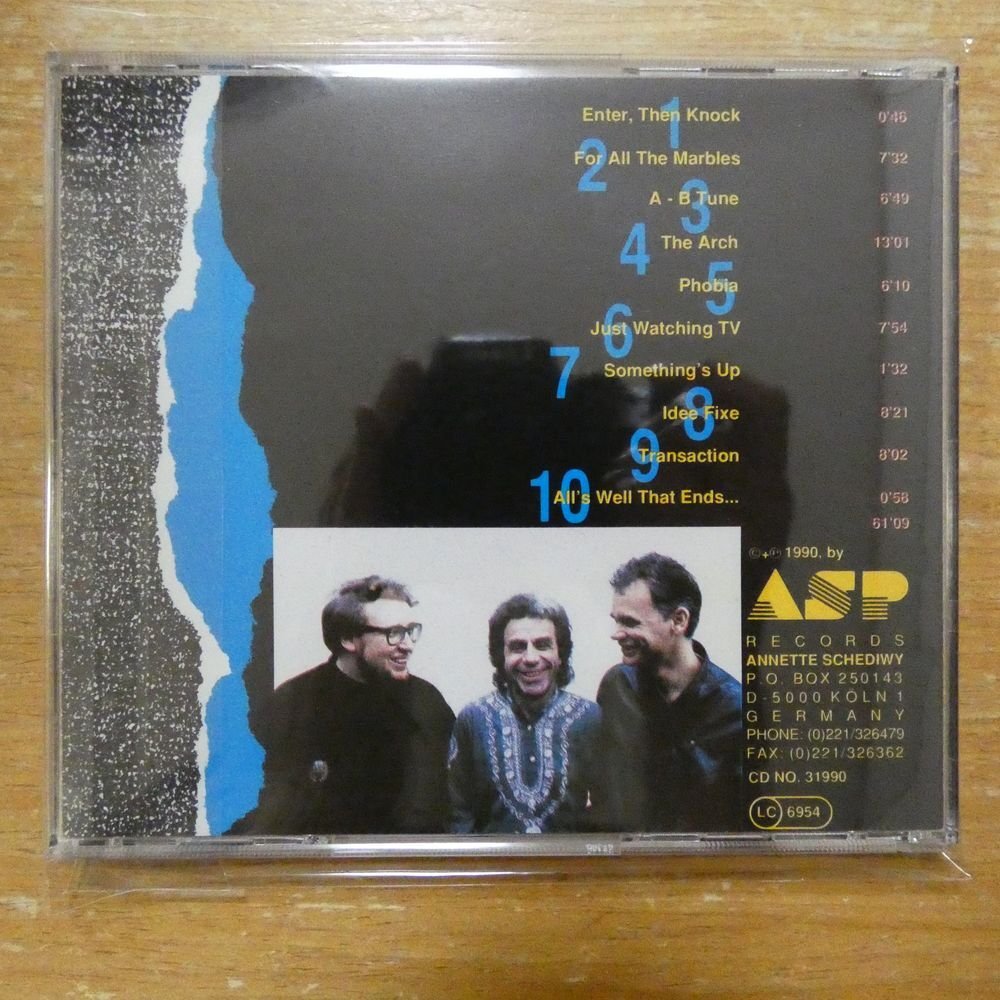 1 Enter, Then Knock 0'46
2 For All The Marbles 7'32
3 A - B Tune 6'49
4 The Arch 13'01
5 Phobia 6'10
6 Just Watching TV 7'54
7 Something's Up 1'32
8 Idee Fixe 8'21
9 Transaction 8'02
10 All's Well That Ends... 0'58
61'09
©+℗ 1990, by
ASP
RECORDS
ANNETTE SCHEDIWY
P.O. BOX 250143
D-5000 KÖLN 1
GERMANY
PHONE: (0)221/326479
FAX: (0)221/326362
CD NO. 31990
LC 6954